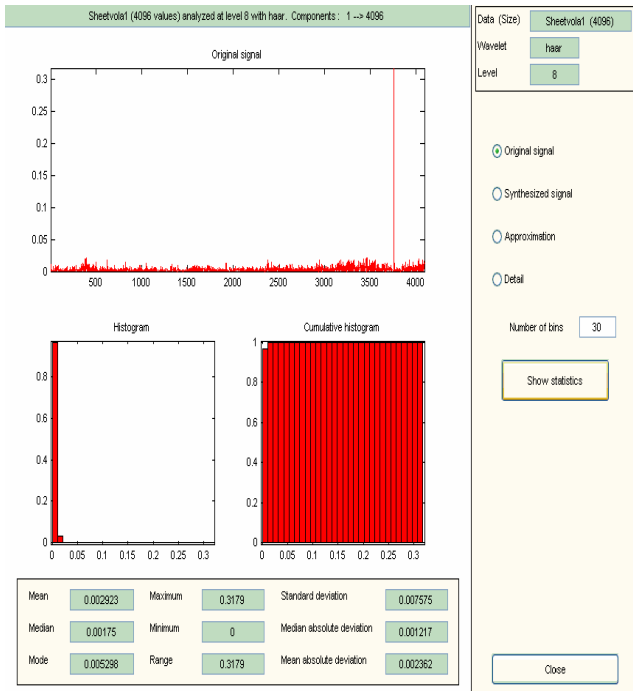 Sheetvola1 (4096 values) analyzed at level 8 with haar. Components : 1 --> 4096
Data (Size) Sheetvola1 (4096)
Wavelet haar
Level 8
Original signal
0.3
0.25
0.2
0.15
0.1
0.05
0
500 1000 1500 2000 2500 3000 3500 4000
Original signal
Synthesized signal
Approximation
Detail
Number of bins 30
Show statistics
Histogram
0.8
0.6
0.4
0.2
0
0 0.05 0.1 0.15 0.2 0.25 0.3
Cumulative histogram
1
0.8
0.6
0.4
0.2
0
0 0.05 0.1 0.15 0.2 0.25 0.3
Mean 0.002923 Maximum 0.3179 Standard deviation 0.007575
Median 0.00175 Minimum 0 Median absolute deviation 0.001217
Mode 0.005298 Range 0.3179 Mean absolute deviation 0.002362
Close